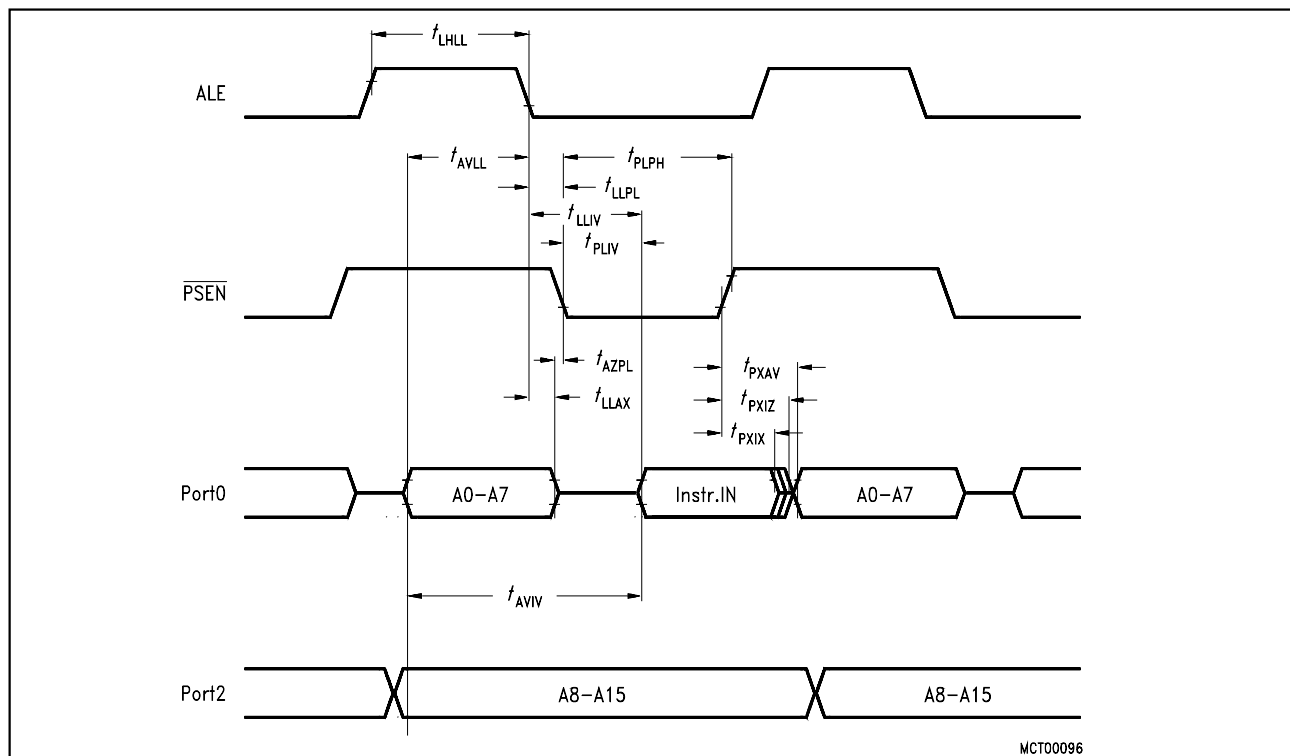 tLHLL
ALE
tAVLL
tPLPH
tLLPL
tLLIV
tPLIV
PSEN
tAZPL
tPXAV
tLLAX
tPXIZ
tPXIX
Port0
A0-A7
Instr.IN
A0-A7
tAVIV
Port2
A8-A15
A8-A15
MCT00096